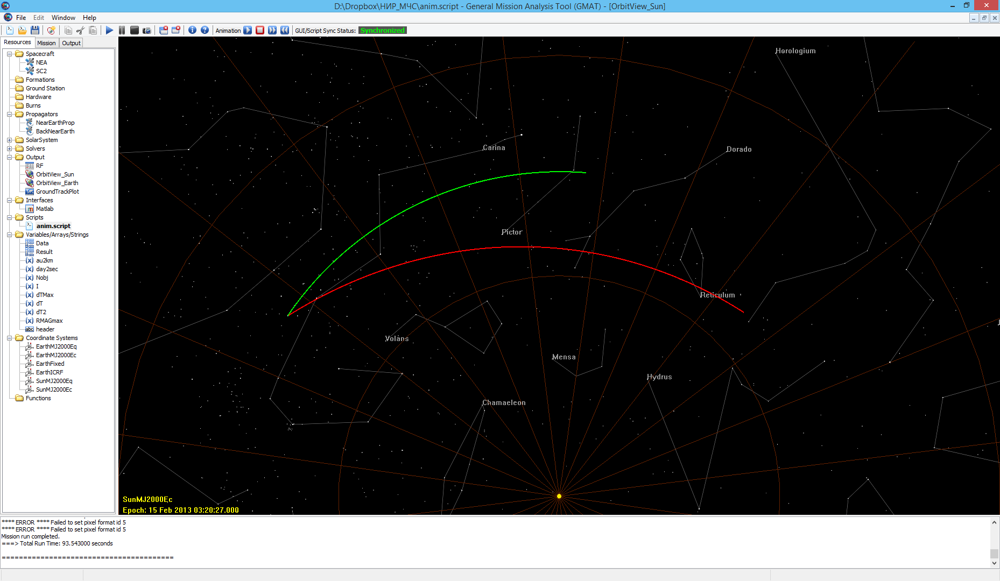 D:\Dropbox\НИР_МЧС\anim.script - General Mission Analysis Tool (GMAT) - [OrbitView_Sun]
File Edit Window Help
Animation GUI/Script Sync Status: Synchronized
Resources Mission Output
Spacecraft
NEA
SC2
Formations
Ground Station
Hardware
Burns
Propagators
NearEarthProp
BackNearEarth
SolarSystem
Solvers
Output
RF
OrbitView_Sun
OrbitView_Earth
GroundTrackPlot
Interfaces
Matlab
Scripts
anim.script
Variables/Arrays/Strings
Data
Result
au2km
day2sec
Nobj
I
dTMax
dT
dT2
RMAGmax
header
Coordinate Systems
EarthMJ2000Eq
EarthMJ2000Ec
EarthFixed
EarthICRF
SunMJ2000Eq
SunMJ2000Ec
Functions
Horologium
Carina
Dorado
Pictor
Reticulum
Volans
Mensa
Hydrus
Chamaeleon
SunMJ2000Ec
Epoch: 15 Feb 2013 03:20:27.000
**** ERROR **** Failed to set pixel format id 5
**** ERROR **** Failed to set pixel format id 5
Mission run completed.
===> Total Run Time: 93.543000 seconds
========================================